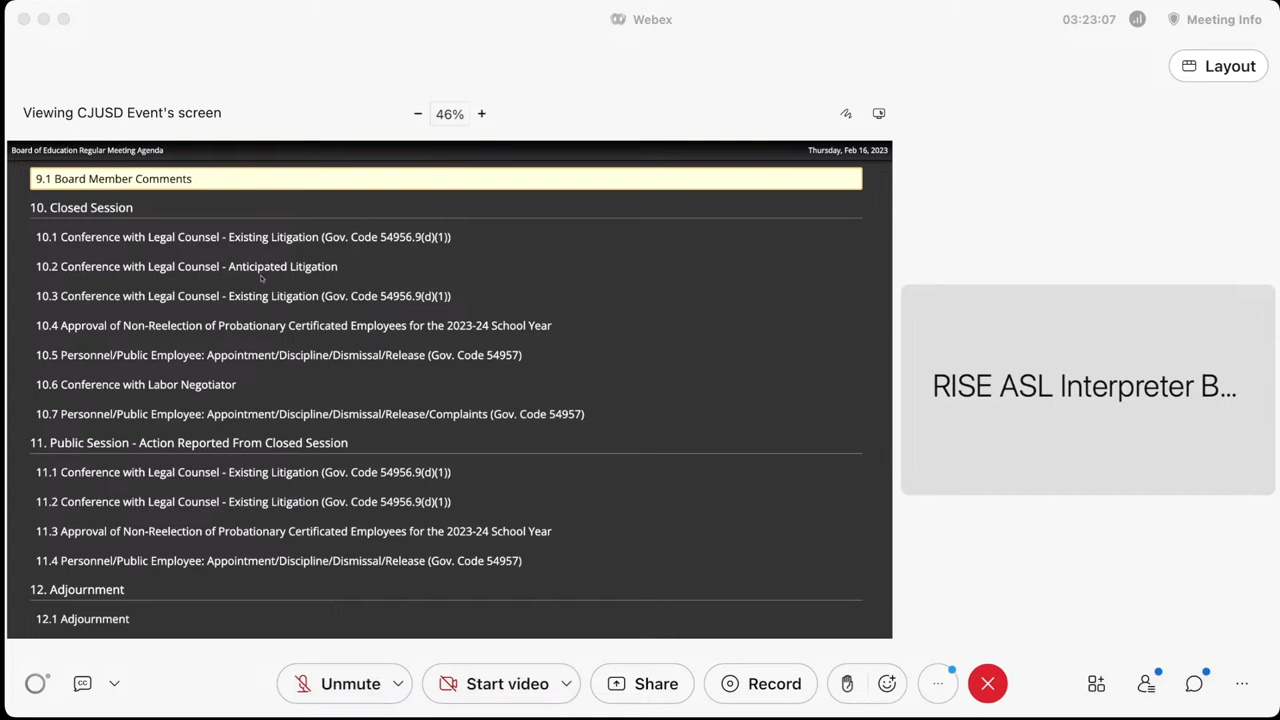 Webex
03:23:07
Meeting Info
Layout
Viewing CJUSD Event's screen
46%
Board of Education Regular Meeting Agenda
Thursday, Feb 16, 2023
9.1 Board Member Comments
10. Closed Session
10.1 Conference with Legal Counsel - Existing Litigation (Gov. Code 54956.9(d)(1))
10.2 Conference with Legal Counsel - Anticipated Litigation
10.3 Conference with Legal Counsel - Existing Litigation (Gov. Code 54956.9(d)(1))
10.4 Approval of Non-Reelection of Probationary Certificated Employees for the 2023-24 School Year
10.5 Personnel/Public Employee: Appointment/Discipline/Dismissal/Release (Gov. Code 54957)
10.6 Conference with Labor Negotiator
10.7 Personnel/Public Employee: Appointment/Discipline/Dismissal/Release/Complaints (Gov. Code 54957)
11. Public Session - Action Reported From Closed Session
11.1 Conference with Legal Counsel - Existing Litigation (Gov. Code 54956.9(d)(1))
11.2 Conference with Legal Counsel - Existing Litigation (Gov. Code 54956.9(d)(1))
11.3 Approval of Non-Reelection of Probationary Certificated Employees for the 2023-24 School Year
11.4 Personnel/Public Employee: Appointment/Discipline/Dismissal/Release (Gov. Code 54957)
12. Adjournment
12.1 Adjournment
RISE ASL Interpreter B...
CC
Unmute
Start video
Share
Record